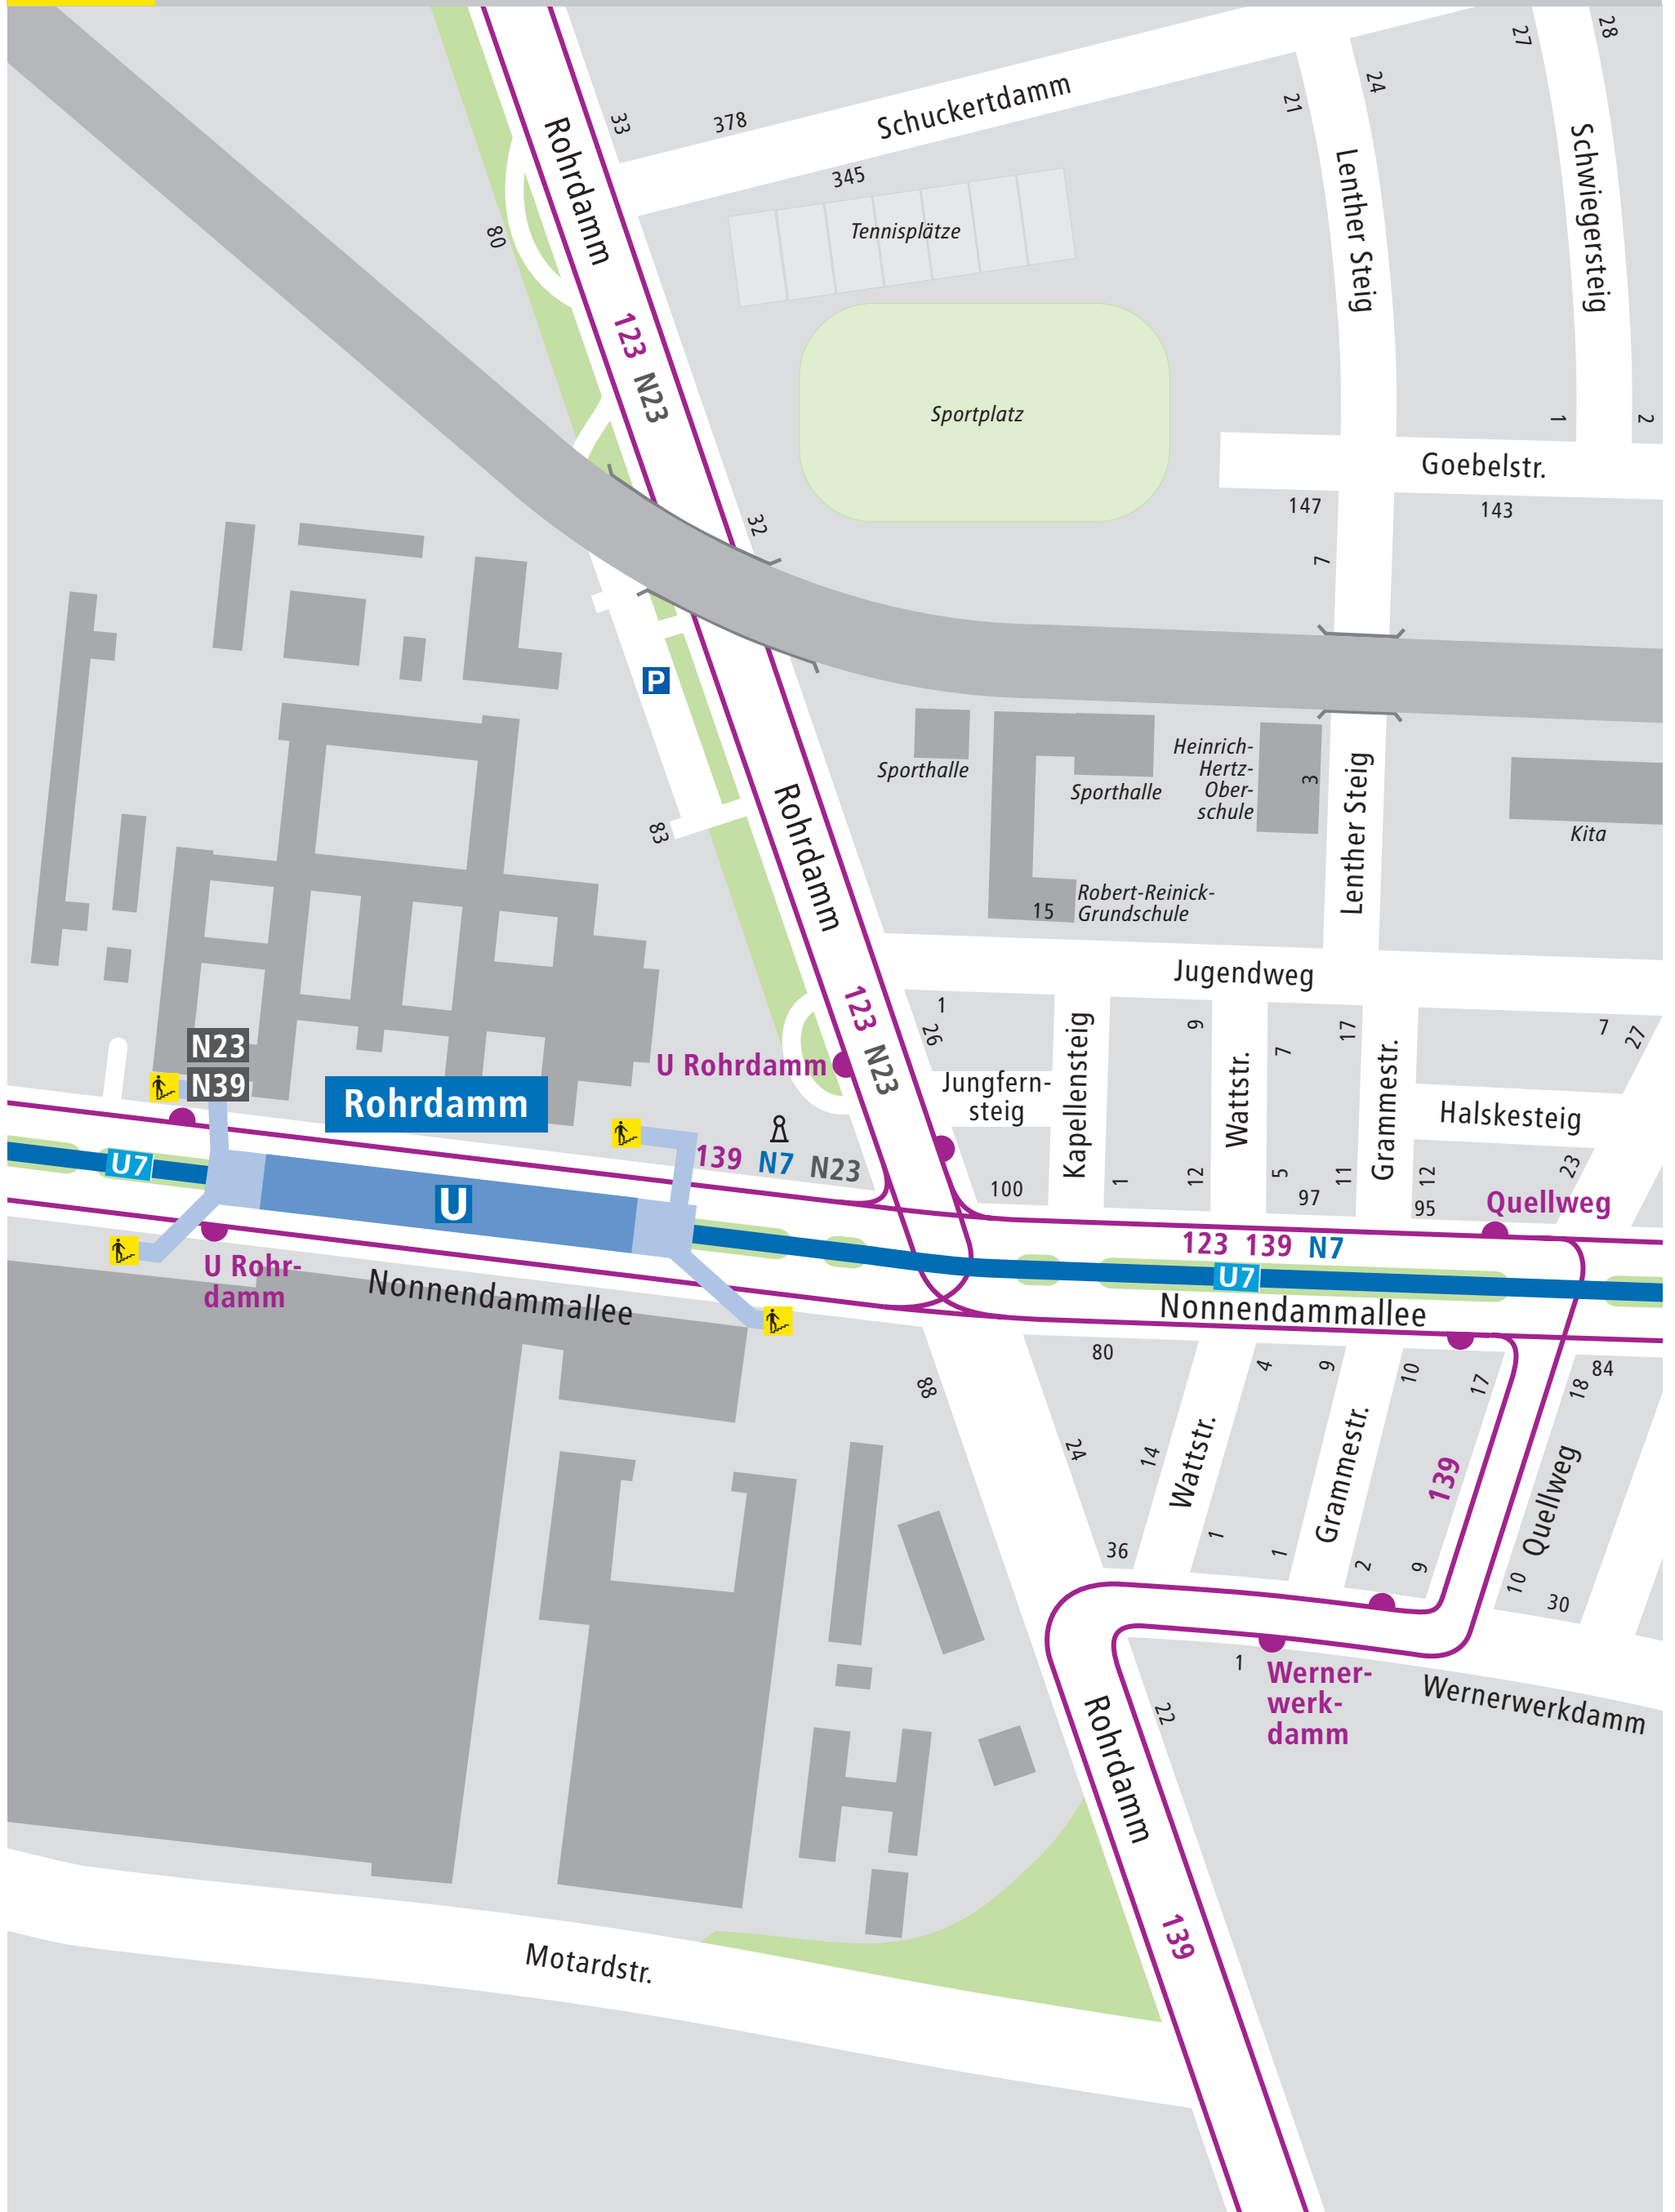 27
28
Rohrdamm
33
378
Schuckertdamm
21
24
345
Tennisplätze
Lenther Steig
Schwiegersteig
80
123 N23
Sportplatz
1
2
Goebelstr.
32
147
143
7
P
Heinrich-
Hertz-
Ober-
schule
3
Sporthalle
Sporthalle
Lenther Steig
Kita
83
Rohrdamm
Robert-Reinick-
Grundschule
15
Jugendweg
123 N23
1
26
9
7
17
7
27
N23
N39
U Rohrdamm
Rohrdamm
Jungfern-
steig
Kapellensteig
Wattstr.
Grammestr.
Halskesteig
U7
U
139 N7 N23
100
1
12
5
97
11
12
95
23
Quellweg
123 139 N7
U7
U Rohr-
damm
Nonnendammallee
Nonnendammallee
88
80
4
9
10
17
18
84
24
14
Wattstr.
Grammestr.
139
Quellweg
36
1
1
2
9
10
30
1
Werner-
werk-
damm
Wernerwerkdamm
22
Rohrdamm
139
Motardstr.